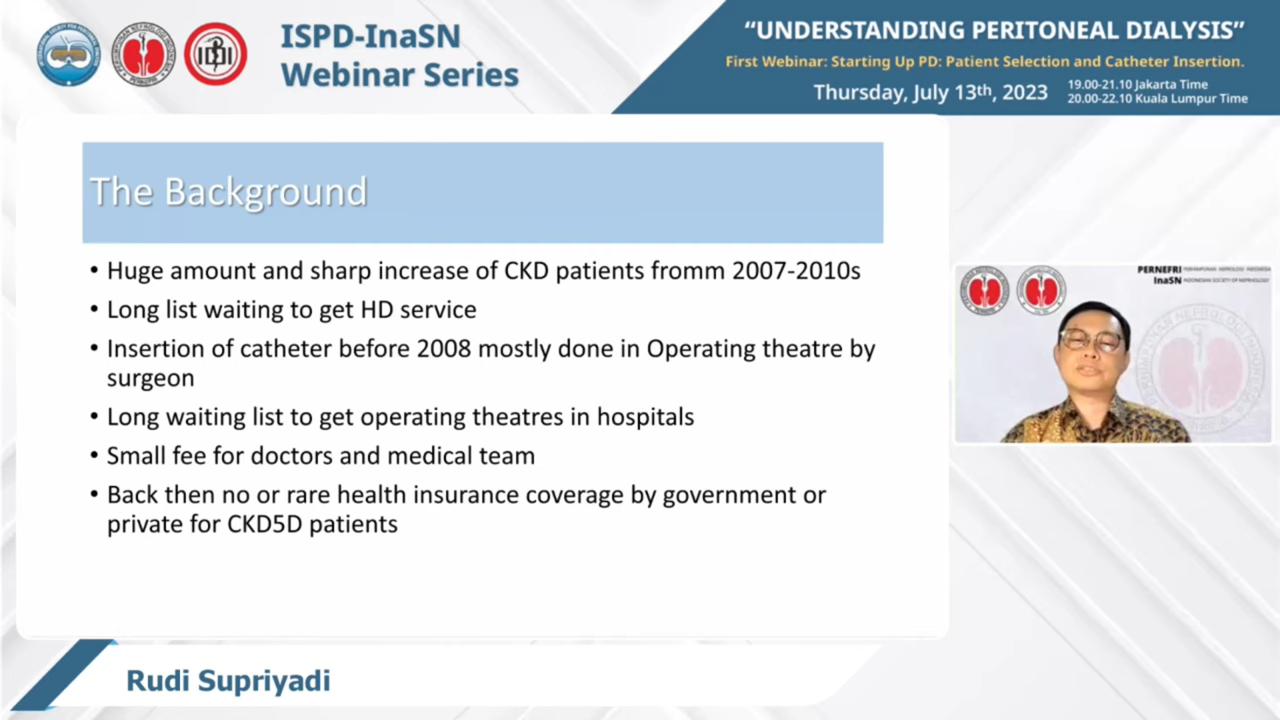 ISPD-InaSN
Webinar Series
“UNDERSTANDING PERITONEAL DIALYSIS”
First Webinar: Starting Up PD: Patient Selection and Catheter Insertion.
Thursday, July 13th, 2023
19.00-21.10 Jakarta Time
20.00-22.10 Kuala Lumpur Time
The Background
• Huge amount and sharp increase of CKD patients fromm 2007-2010s
• Long list waiting to get HD service
• Insertion of catheter before 2008 mostly done in Operating theatre by
surgeon
• Long waiting list to get operating theatres in hospitals
• Small fee for doctors and medical team
• Back then no or rare health insurance coverage by government or
private for CKD5D patients
PERNEFRI PERHIMPUNAN NEFROLOGI INDONESIA
InaSN INDONESIAN SOCIETY OF NEPHROLOGY
Rudi Supriyadi